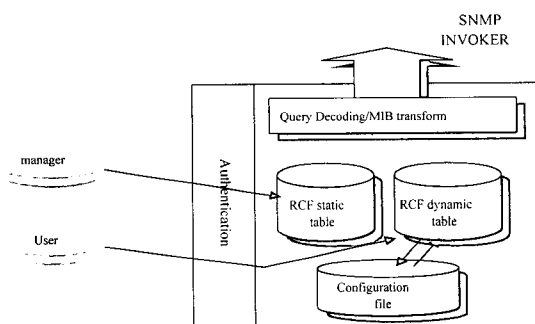 SNMP
INVOKER
Query Decoding/MIB transform
Authentication
manager
User
RCF static
table
RCF dynamic
table
Configuration
file